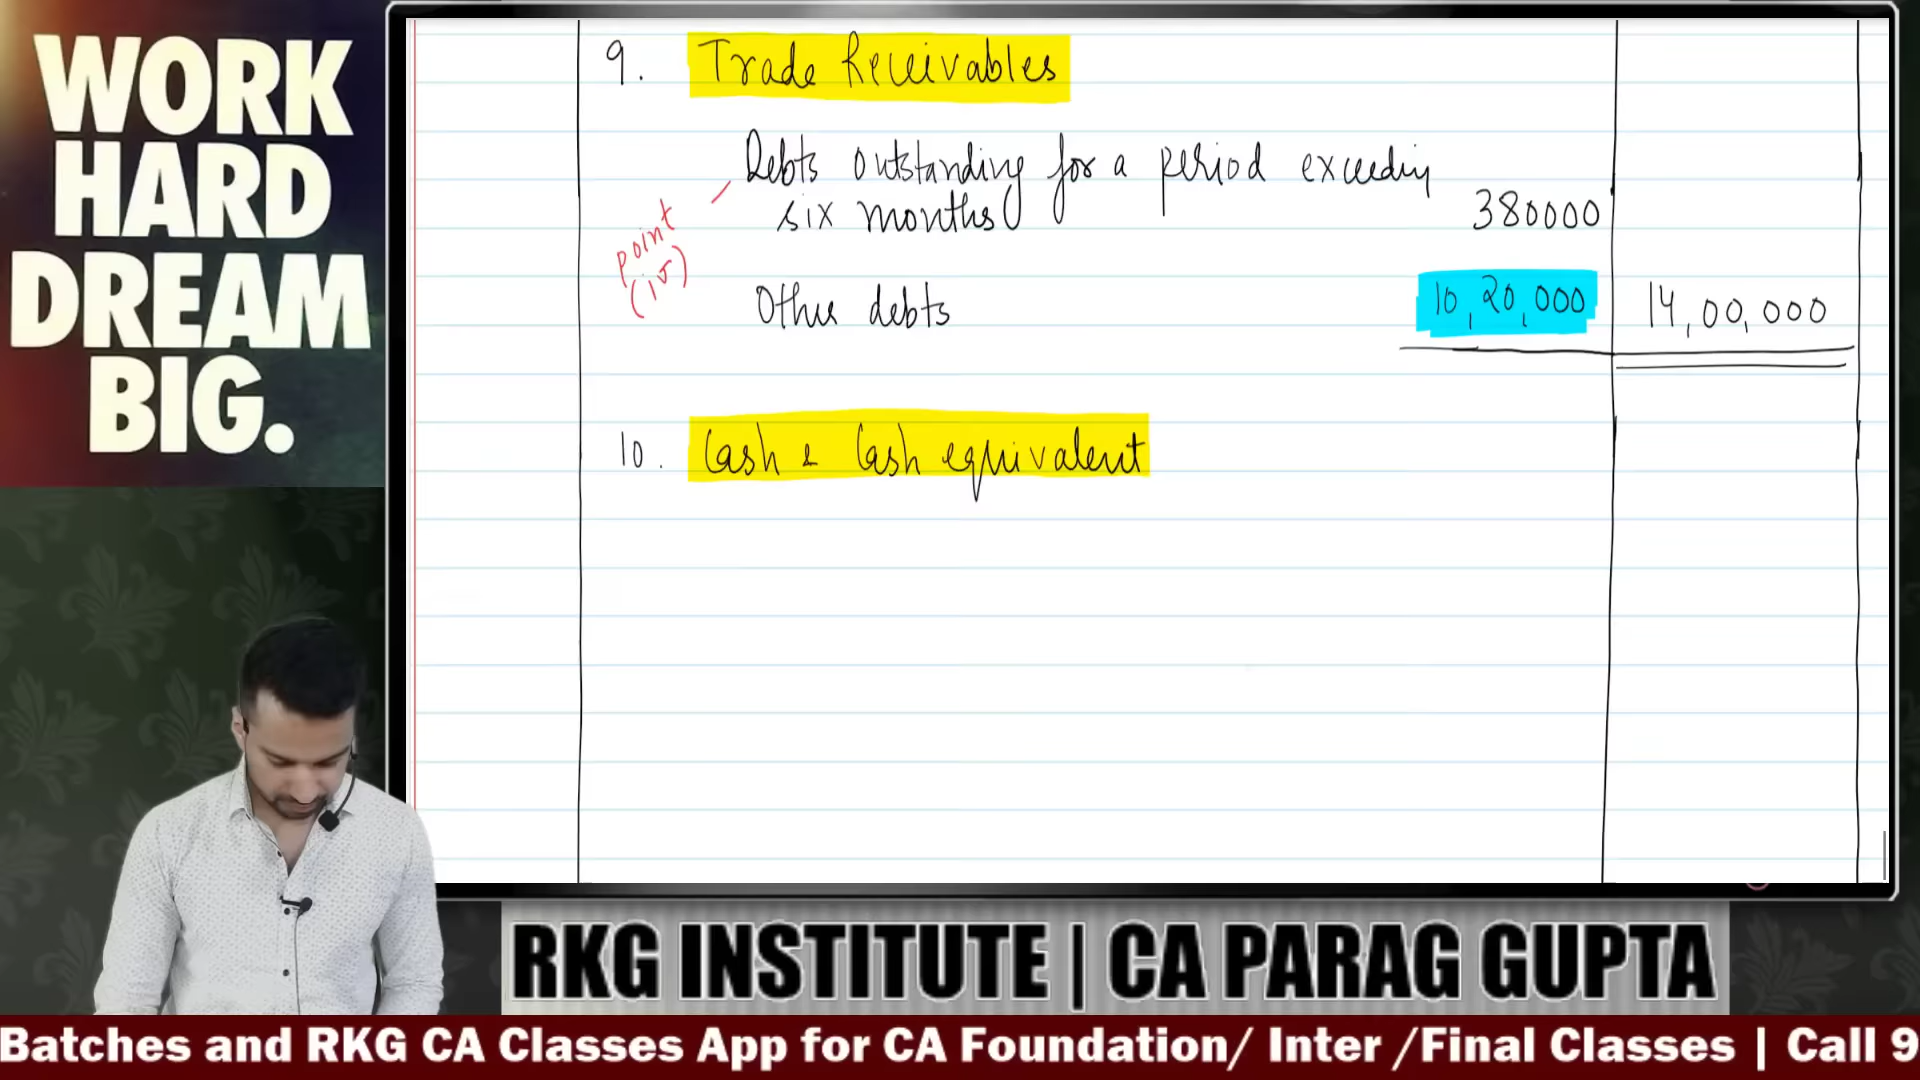 WORK
HARD
DREAM
BIG.
9. Trade Receivables
Debts outstanding for a period exceeding
six months 380000
point
(iv)
Other debts 10,20,000 14,00,000
10. Cash & Cash equivalent
RKG INSTITUTE | CA PARAG GUPTA
Batches and RKG CA Classes App for CA Foundation/ Inter /Final Classes | Call 9